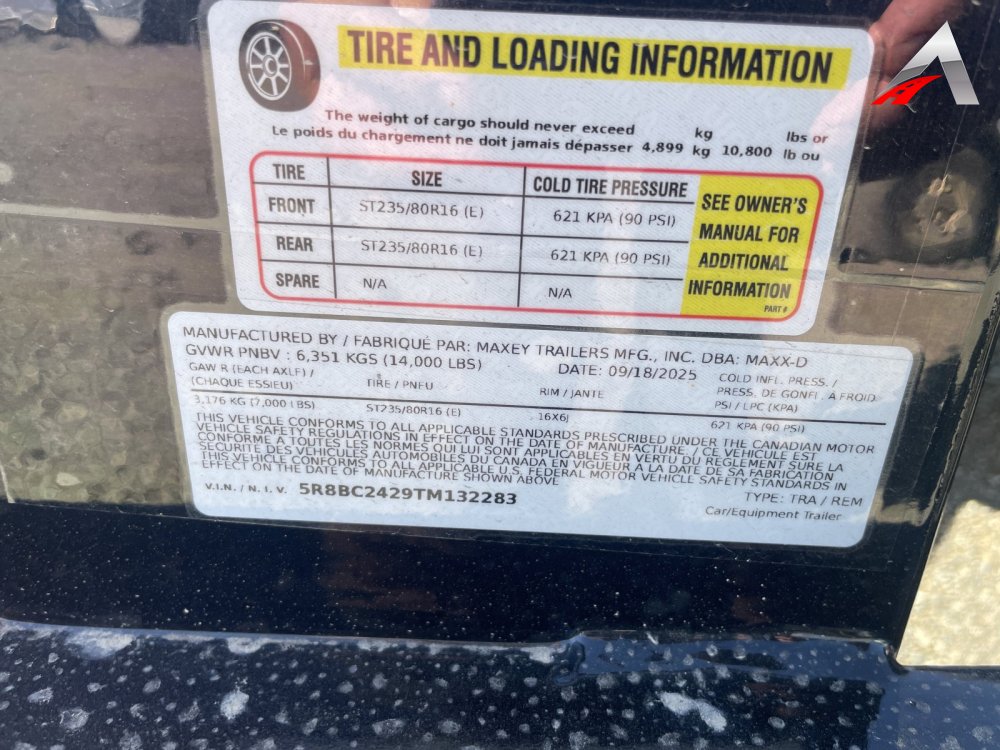 TIRE AND LOADING INFORMATION
The weight of cargo should never exceed kg lbs or
Le poids du chargement ne doit jamais dépasser 4,899 kg 10,800 lb ou
TIRE SIZE COLD TIRE PRESSURE SEE OWNER'S MANUAL FOR ADDITIONAL INFORMATION
FRONT ST235/80R16 (E) 621 KPA (90 PSI)
REAR ST235/80R16 (E) 621 KPA (90 PSI)
SPARE N/A N/A
PART #
MANUFACTURED BY / FABRIQUÉ PAR: MAXEY TRAILERS MFG., INC. DBA: MAXX-D
GVWR PNBV : 6,351 KGS (14,000 LBS) DATE: 09/18/2025
GAW R (EACH AXLE) / (CHAQUE ESSIEU) TIRE / PNEU RIM / JANTE COLD INFL. PRESS. / PRESS. DE GONFL. A FROID PSI / LPC (KPA)
3,176 KG (7,000 LBS) ST235/80R16 (E) 16X6J 621 KPA (90 PSI)
THIS VEHICLE CONFORMS TO ALL APPLICABLE STANDARDS PRESCRIBED UNDER THE CANADIAN MOTOR
VEHICLE SAFETY REGULATIONS IN EFFECT ON THE DATE OF MANUFACTURE / CE VEHICULE EST
CONFORME A TOUTES LES NORMES QUI LUI SONT APPLICABLES EN VERTU DU REGLEMENT SURE LA
SECURITE DES VEHICULES AUTOMOBILES DU CANADA EN VIGUEUR A LA DATE DE SA FABRICATION
THIS VEHICLE CONFORMS TO ALL APPLICABLE U.S. FEDERAL MOTOR VEHICLE SAFETY STANDARDS IN
EFFECT ON THE DATE OF MANUFACTURE SHOWN ABOVE
V.I.N. / N. I. V. 5R8BC2429TM132283 TYPE: TRA / REM
Car/Equipment Trailer